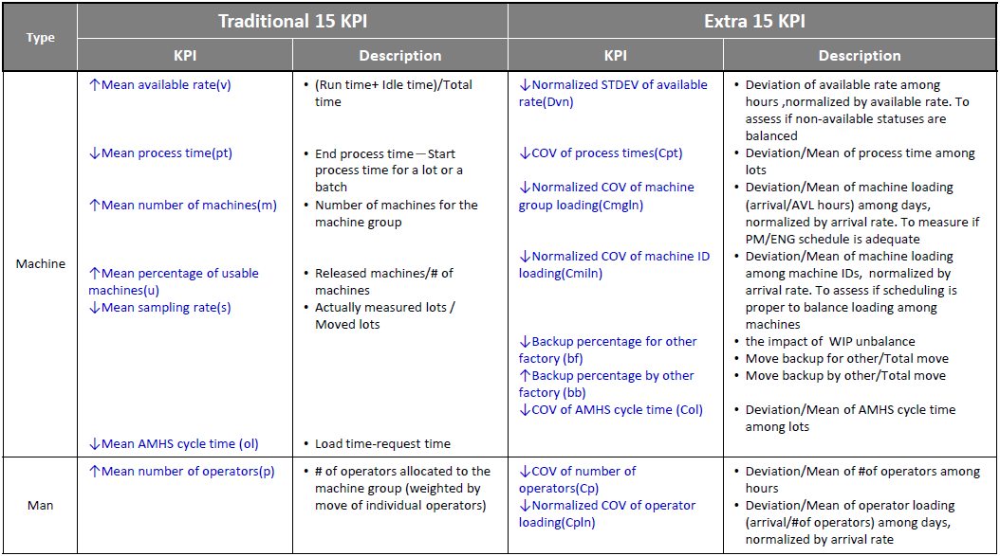 Type
Traditional 15 KPI
Extra 15 KPI
KPI
Description
KPI
Description
Machine
↑Mean available rate(v)
• (Run time+ Idle time)/Total
time
↓Normalized STDEV of available
rate(Dvn)
• Deviation of available rate among
hours ,normalized by available rate. To
assess if non-available statuses are
balanced
↓Mean process time(pt)
• End process time－Start
process time for a lot or a
batch
↓COV of process times(Cpt)
• Deviation/Mean of process time among
lots
↑Mean number of machines(m)
• Number of machines for the
machine group
↓Normalized COV of machine
group loading(Cmgln)
• Deviation/Mean of machine loading
(arrival/AVL hours) among days,
normalized by arrival rate. To measure if
PM/ENG schedule is adequate
↑Mean percentage of usable
machines(u)
• Released machines/# of
machines
↓Normalized COV of machine ID
loading(Cmiln)
• Deviation/Mean of machine loading
among machine IDs, normalized by
arrival rate. To assess if scheduling is
proper to balance loading among
machines
↓Mean sampling rate(s)
• Actually measured lots /
Moved lots
↓Backup percentage for other
factory (bf)
• the impact of WIP unbalance
• Move backup for other/Total move
↑Backup percentage by other
factory (bb)
• Move backup by other/Total move
↓COV of AMHS cycle time (Col)
• Deviation/Mean of AMHS cycle time
among lots
↓Mean AMHS cycle time (ol)
• Load time-request time
Man
↑Mean number of operators(p)
• # of operators allocated to the
machine group (weighted by
move of individual operators)
↓COV of number of
operators(Cp)
• Deviation/Mean of #of operators among
hours
↓Normalized COV of operator
loading(Cpln)
• Deviation/Mean of operator loading
(arrival/#of operators) among days,
normalized by arrival rate